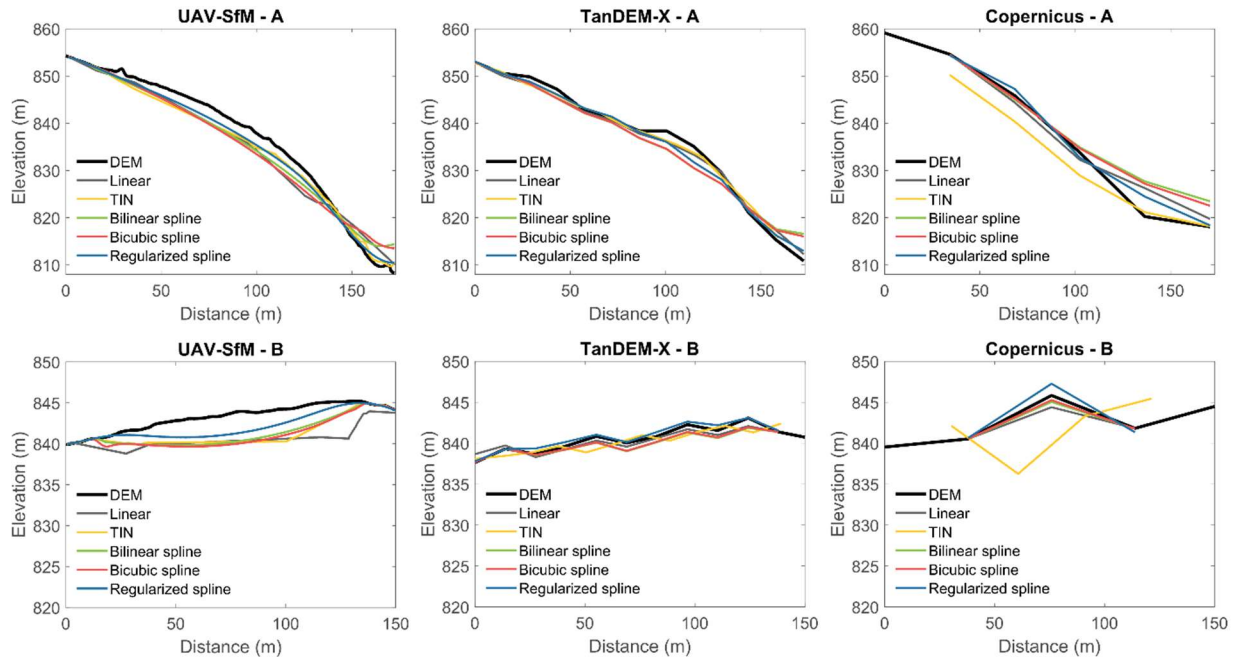 UAV-SfM - A
Elevation (m)
860
850
840
830
820
810
DEM
Linear
TIN
Bilinear spline
Bicubic spline
Regularized spline
0 50 100 150
Distance (m)
TanDEM-X - A
Elevation (m)
860
850
840
830
820
810
DEM
Linear
TIN
Bilinear spline
Bicubic spline
Regularized spline
0 50 100 150
Distance (m)
Copernicus - A
Elevation (m)
860
850
840
830
820
810
DEM
Linear
TIN
Bilinear spline
Bicubic spline
Regularized spline
0 50 100 150
Distance (m)
UAV-SfM - B
Elevation (m)
850
845
840
835
830
825
820
DEM
Linear
TIN
Bilinear spline
Bicubic spline
Regularized spline
0 50 100 150
Distance (m)
TanDEM-X - B
Elevation (m)
850
845
840
835
830
825
820
DEM
Linear
TIN
Bilinear spline
Bicubic spline
Regularized spline
0 50 100 150
Distance (m)
Copernicus - B
Elevation (m)
850
845
840
835
830
825
820
DEM
Linear
TIN
Bilinear spline
Bicubic spline
Regularized spline
0 50 100 150
Distance (m)